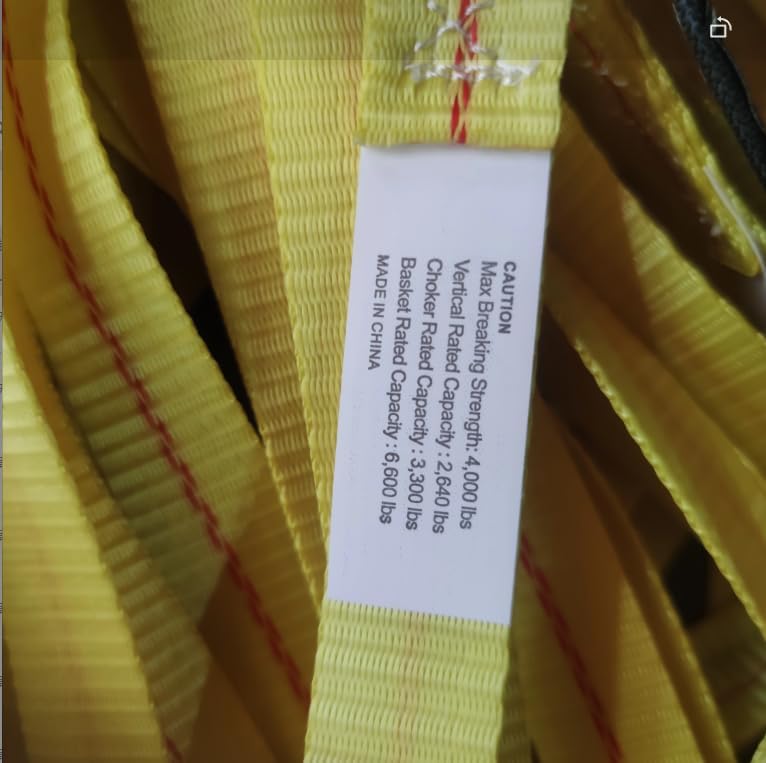 CAUTION
Max Breaking Strength: 4,000 lbs
Vertical Rated Capacity : 2,640 lbs
Choker Rated Capacity : 3,300 lbs
Basket Rated Capacity : 6,600 lbs
MADE IN CHINA